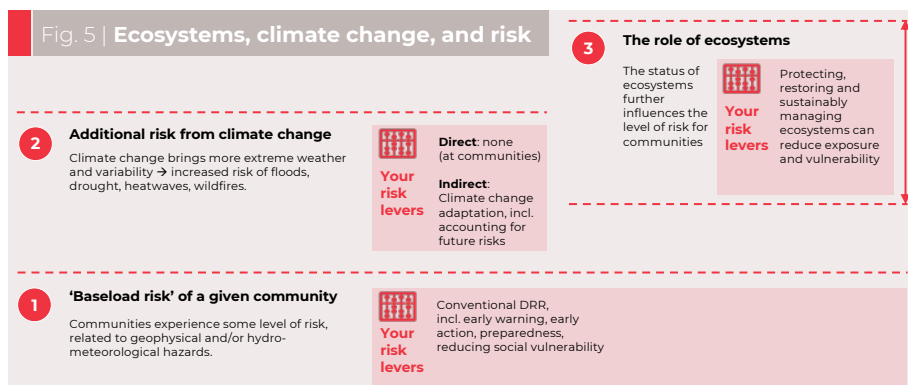 Fig. 5 | Ecosystems, climate change, and risk
3
The role of ecosystems
The status of
ecosystems
further
influences the
level of risk for
communities
Your
risk
levers
Protecting,
restoring and
sustainably
managing
ecosystems can
reduce exposure
and vulnerability
2
Additional risk from climate change
Climate change brings more extreme weather
and variability → increased risk of floods,
drought, heatwaves, wildfires.
Your
risk
levers
Direct: none
(at communities)
Indirect:
Climate change
adaptation, incl.
accounting for
future risks
1
‘Baseload risk’ of a given community
Communities experience some level of risk,
related to geophysical and/or hydro-
meteorological hazards.
Your
risk
levers
Conventional DRR,
incl. early warning, early
action, preparedness,
reducing social vulnerability